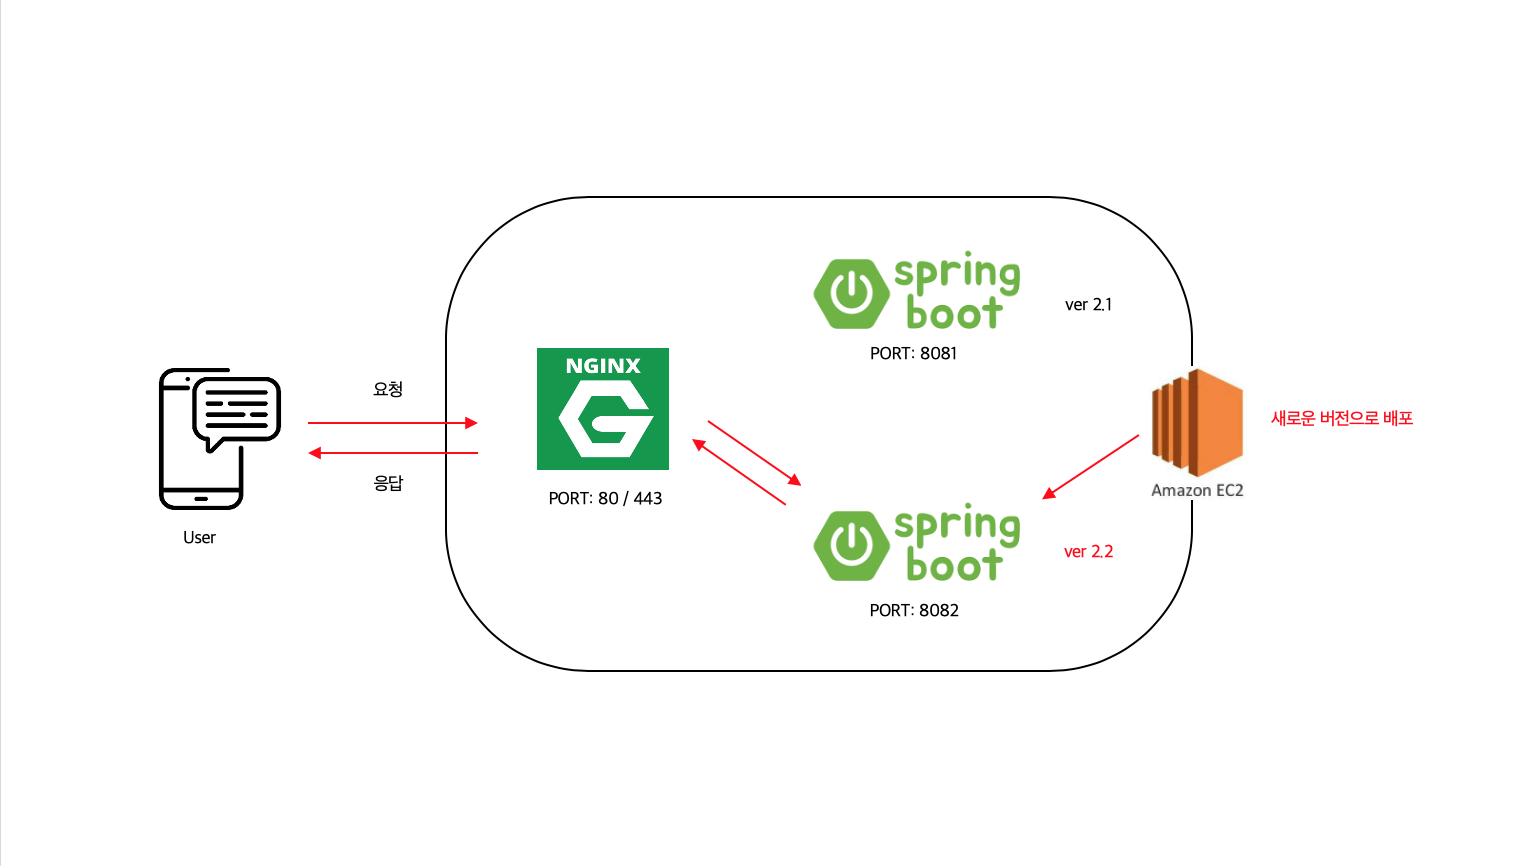 spring
boot
ver 2.1
PORT: 8081
NGINX
요청
응답
PORT: 80 / 443
User
Amazon EC2
새로운 버전으로 배포
spring
boot
ver 2.2
PORT: 8082